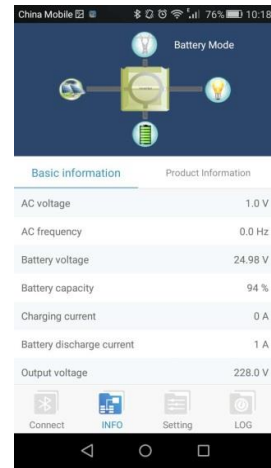 China Mobile 76% 10:18
Battery Mode
Basic information Product Information
AC voltage 1.0 V
AC frequency 0.0 Hz
Battery voltage 24.98 V
Battery capacity 94 %
Charging current 0 A
Battery discharge current 1 A
Output voltage 228.0 V
Connect INFO Setting LOG